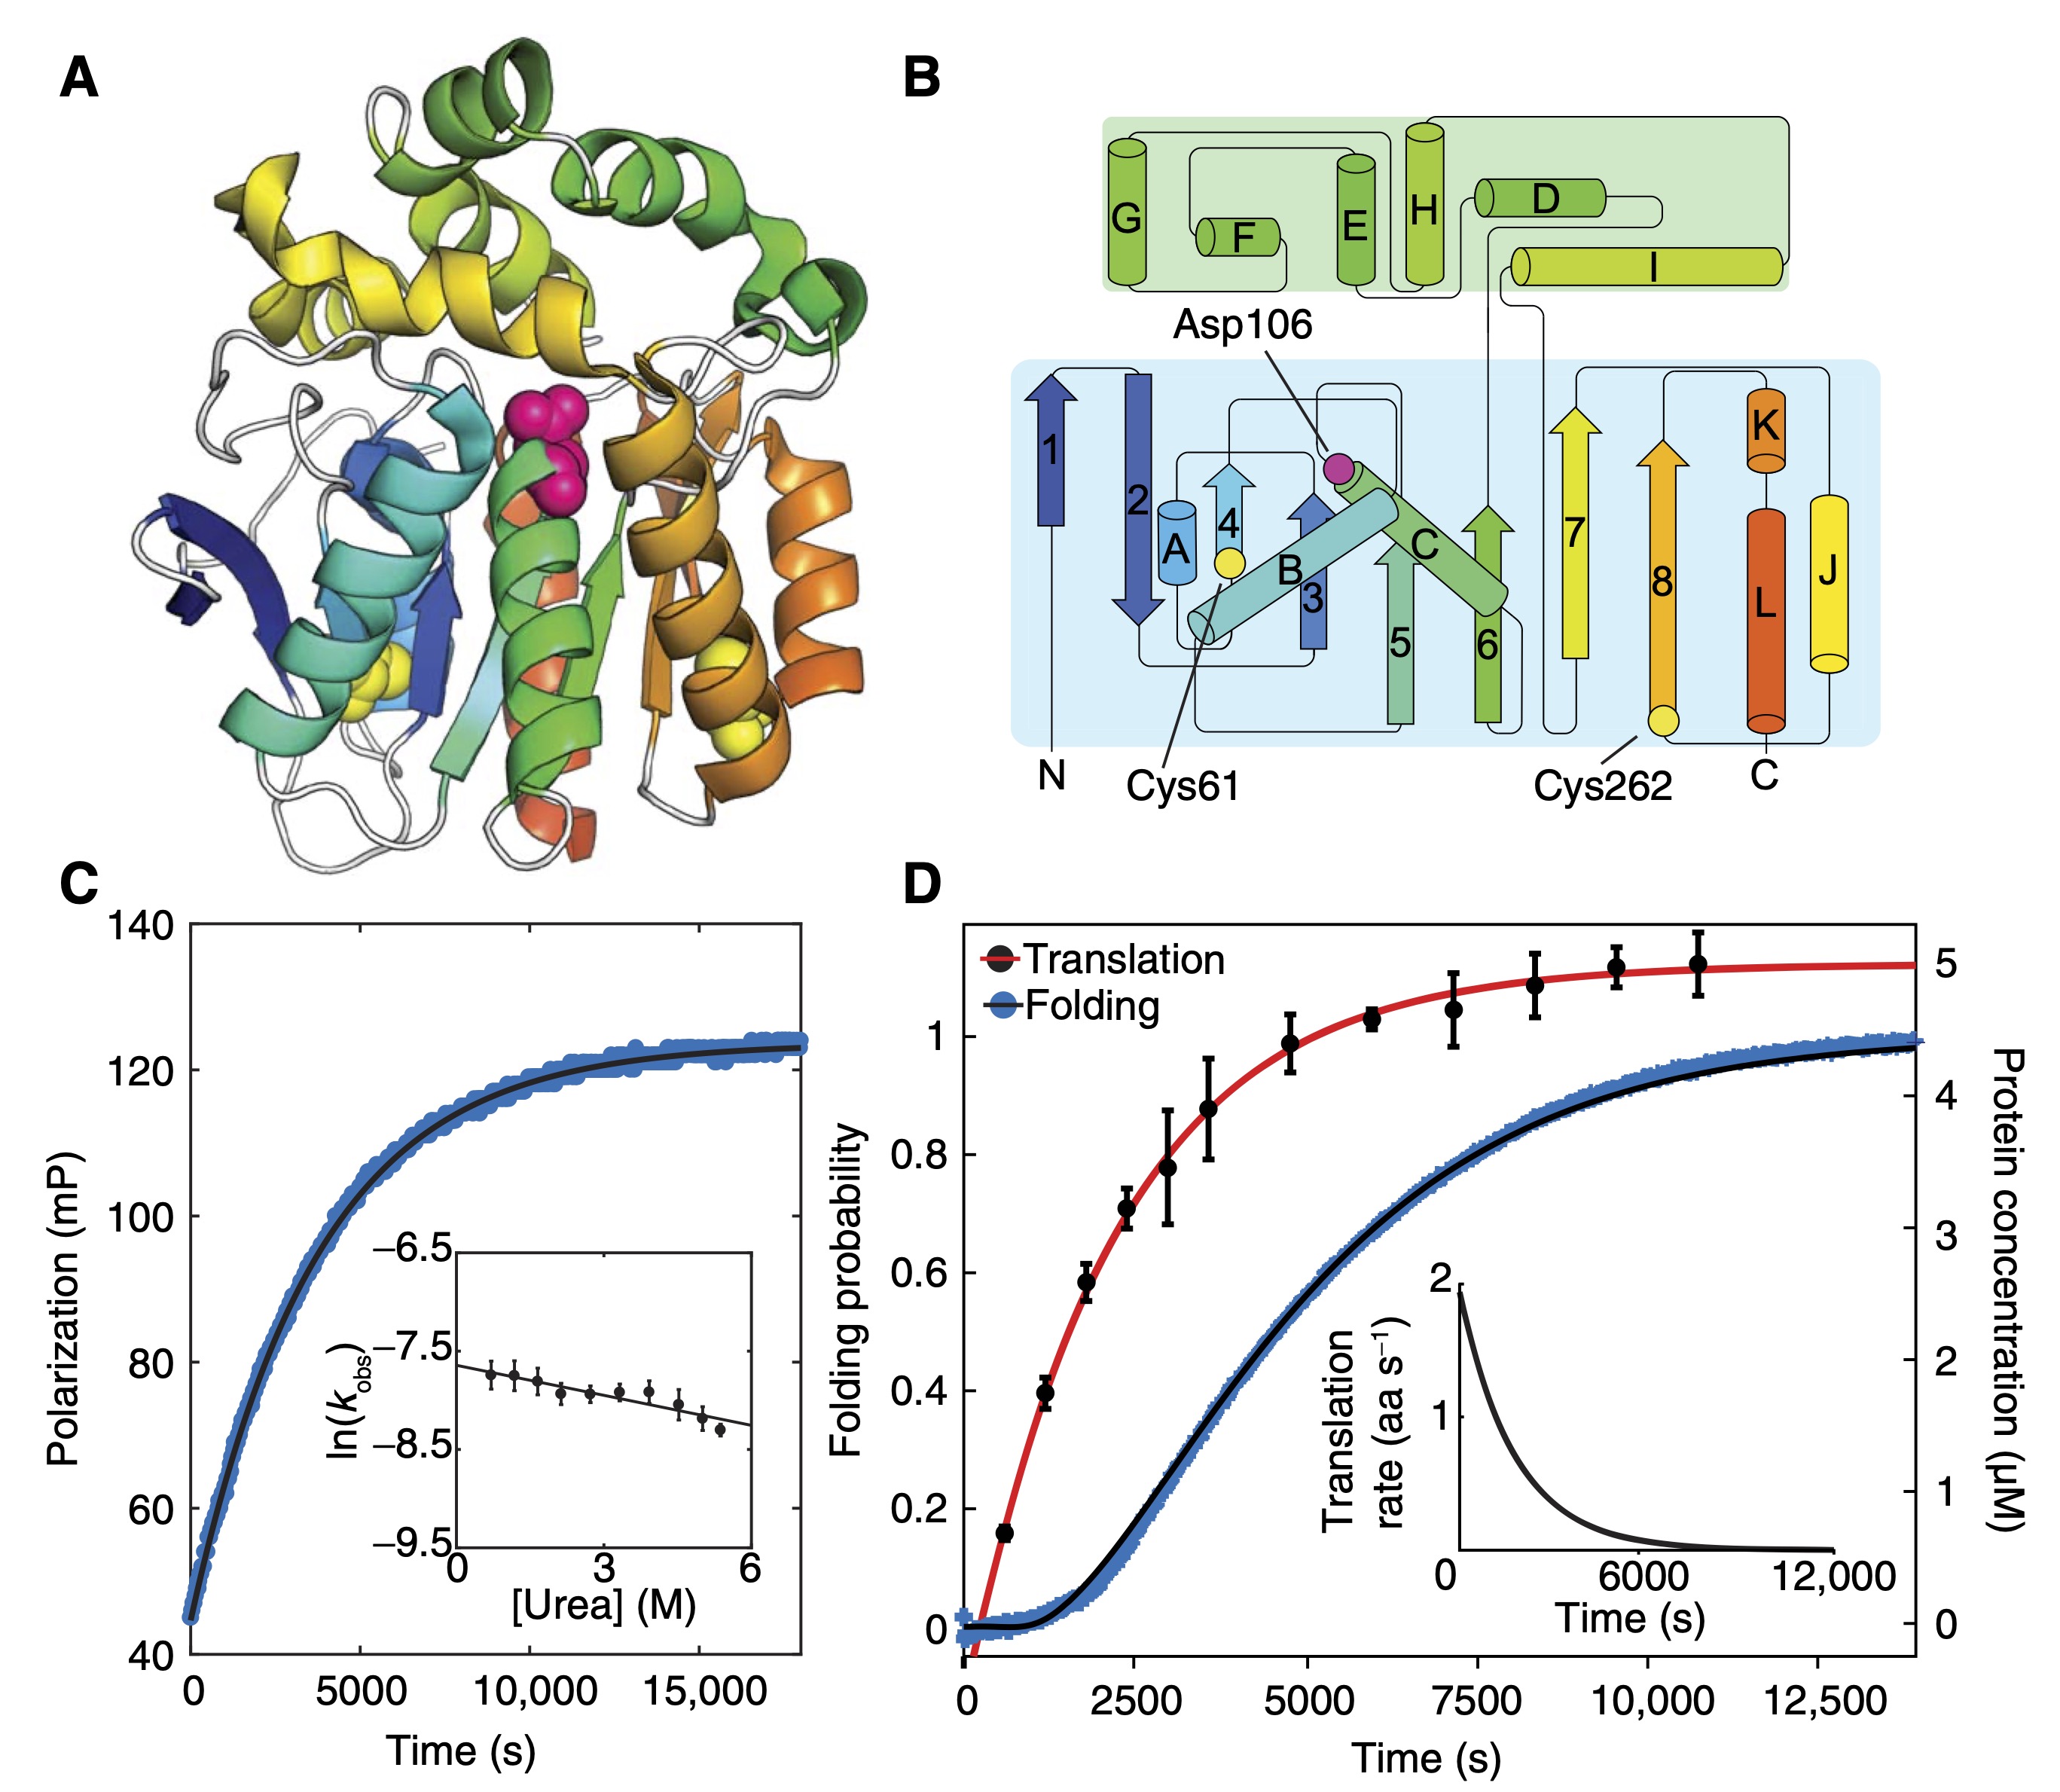 A
B
G
F
E
H
D
I
Asp106
1
2
A
4
B
3
C
5
6
7
8
K
L
J
N
Cys61
Cys262
C
C
140
120
100
80
60
40
Polarization (mP)
0
5000
10,000
15,000
Time (s)
–6.5
–7.5
–8.5
–9.5
ln(kobs)
0
3
6
[Urea] (M)
D
Translation
Folding
1
0.8
0.6
0.4
0.2
0
Folding probability
5
4
3
2
1
0
Protein concentration (μM)
0
2500
5000
7500
10,000
12,500
Time (s)
2
1
Translation
rate (aa s–1)
0
6000
12,000
Time (s)